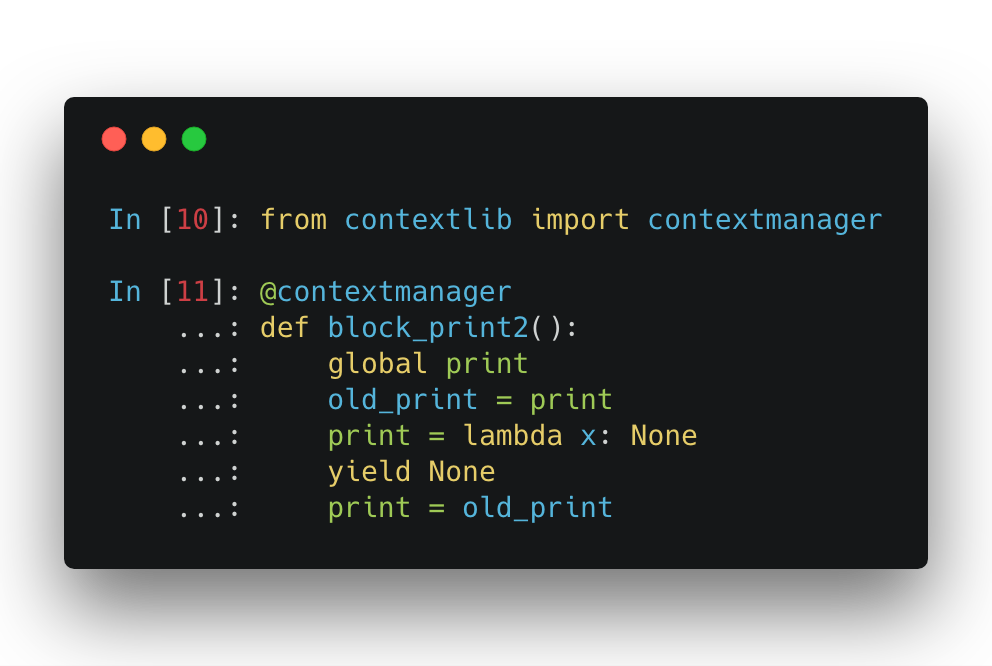 In [10]: from contextlib import contextmanager
In [11]: @contextmanager
...: def block_print2():
...:     global print
...:     old_print = print
...:     print = lambda x: None
...:     yield None
...:     print = old_print